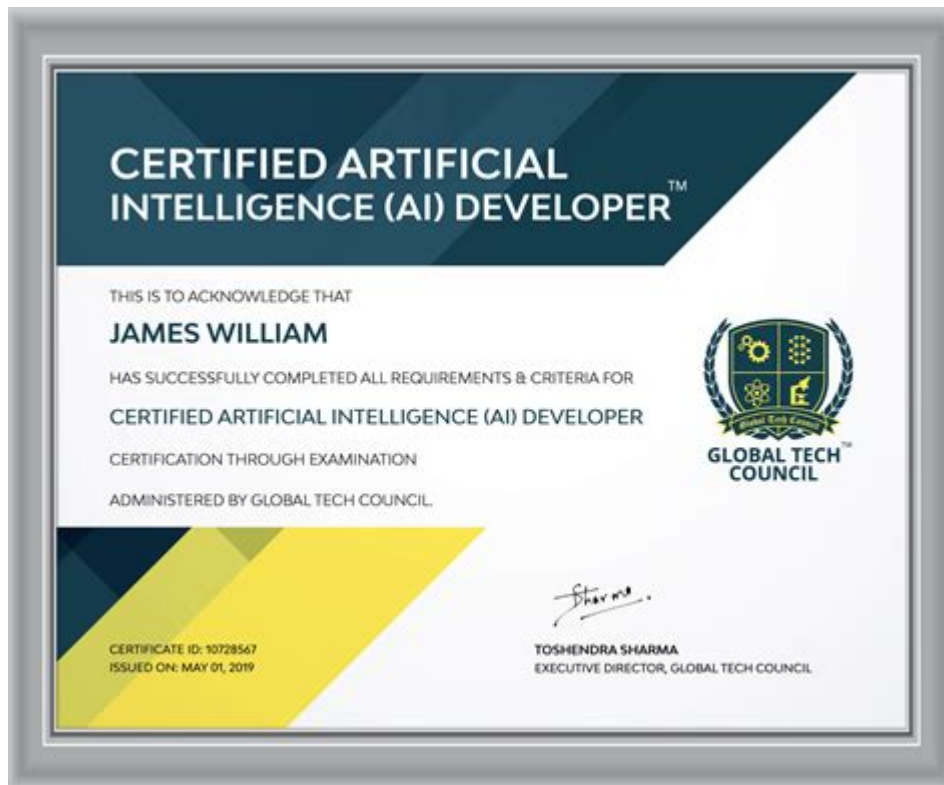 CERTIFIED ARTIFICIAL
INTELLIGENCE (AI) DEVELOPER™
THIS IS TO ACKNOWLEDGE THAT
JAMES WILLIAM
HAS SUCCESSFULLY COMPLETED ALL REQUIREMENTS & CRITERIA FOR
CERTIFIED ARTIFICIAL INTELLIGENCE (AI) DEVELOPER
CERTIFICATION THROUGH EXAMINATION
ADMINISTERED BY GLOBAL TECH COUNCIL.
Global Tech Council
GLOBAL TECH™
COUNCIL
Sharma
CERTIFICATE ID: 10728567
ISSUED ON: MAY 01, 2019
TOSHENDRA SHARMA
EXECUTIVE DIRECTOR, GLOBAL TECH COUNCIL